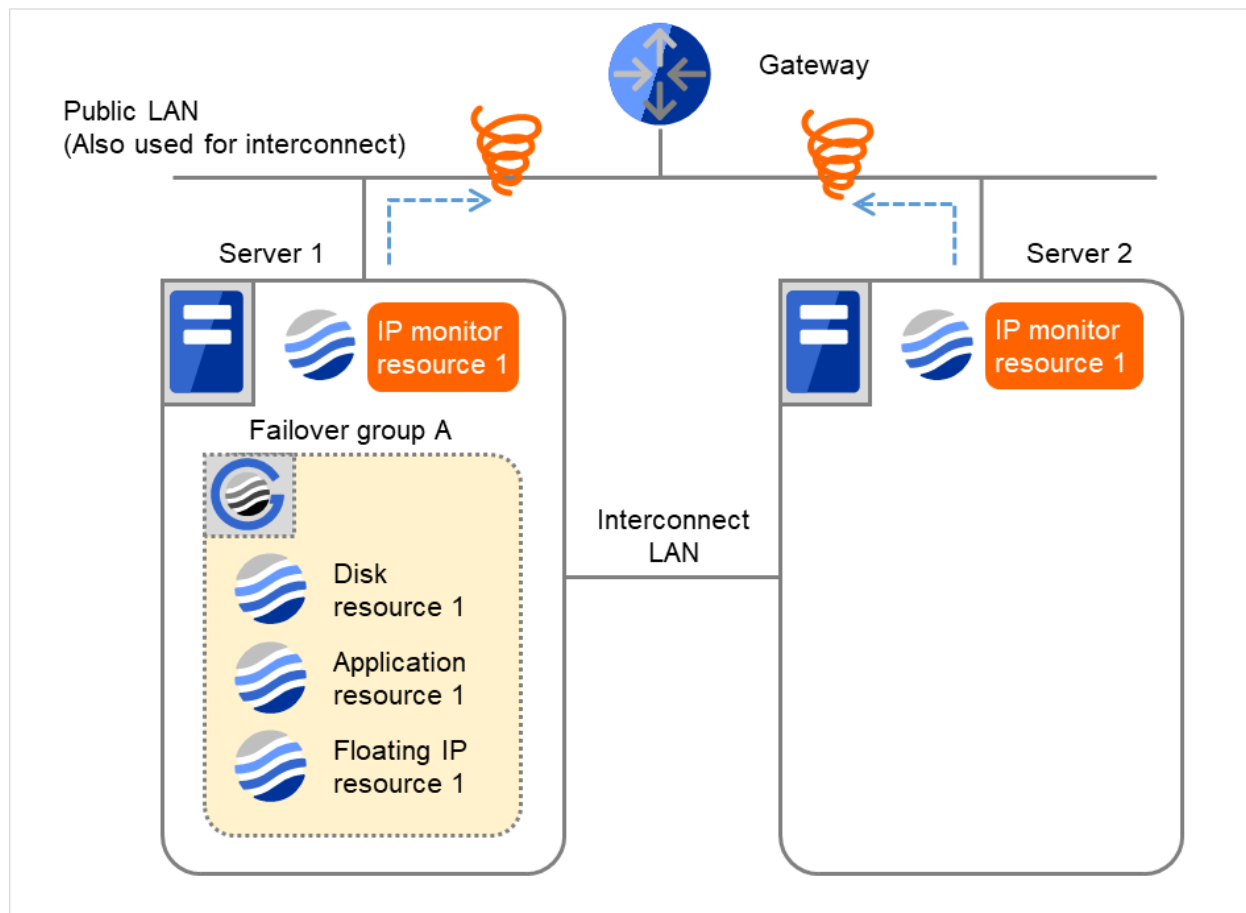 Gateway
Public LAN
(Also used for interconnect)
Server 1
Server 2
IP monitor
resource 1
IP monitor
resource 1
Failover group A
Interconnect
LAN
Disk
resource 1
Application
resource 1
Floating IP
resource 1